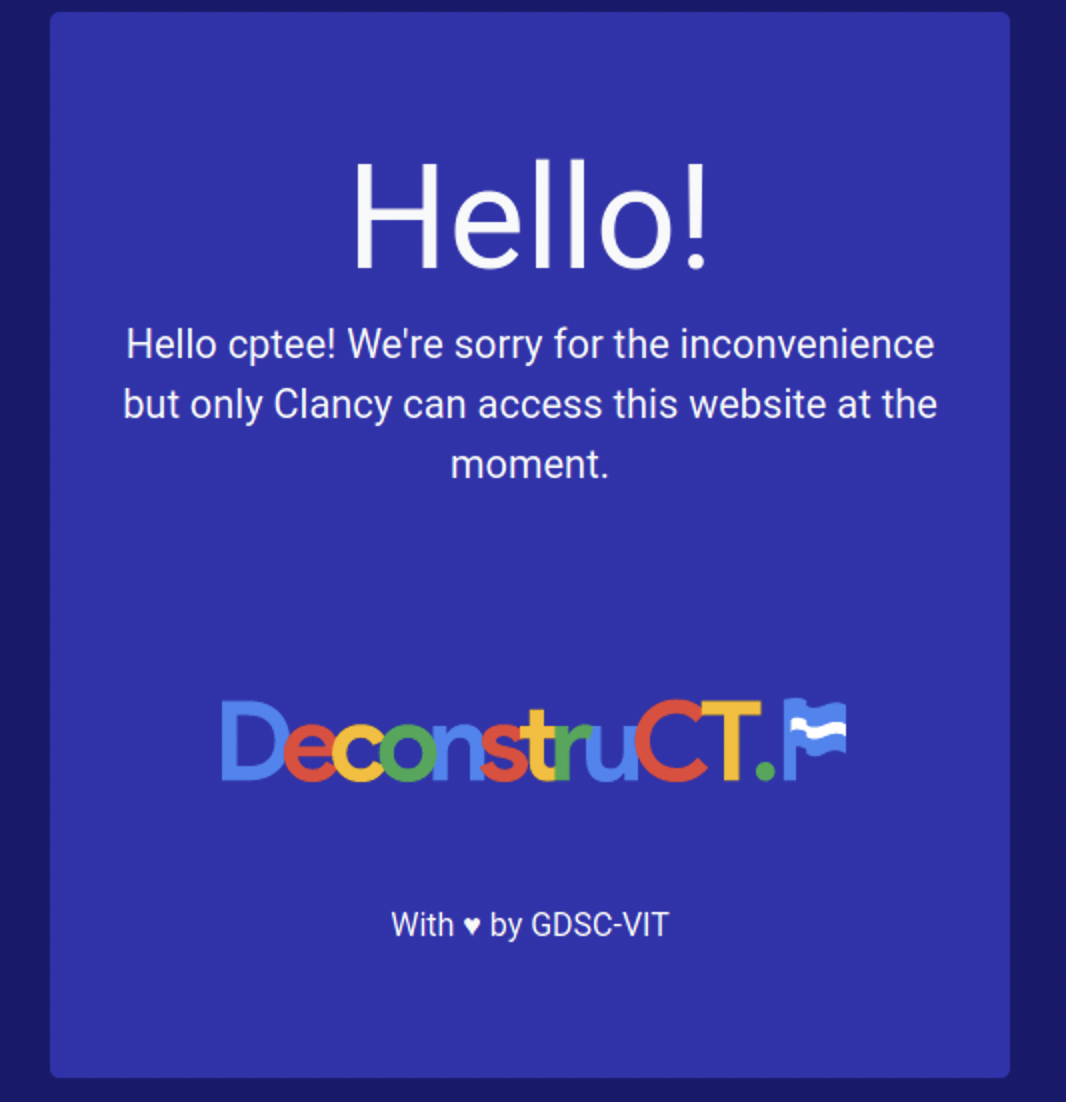 Hello!
Hello cptee! We're sorry for the inconvenience
but only Clancy can access this website at the
moment.
DeconstruCT.F
With ♥ by GDSC-VIT